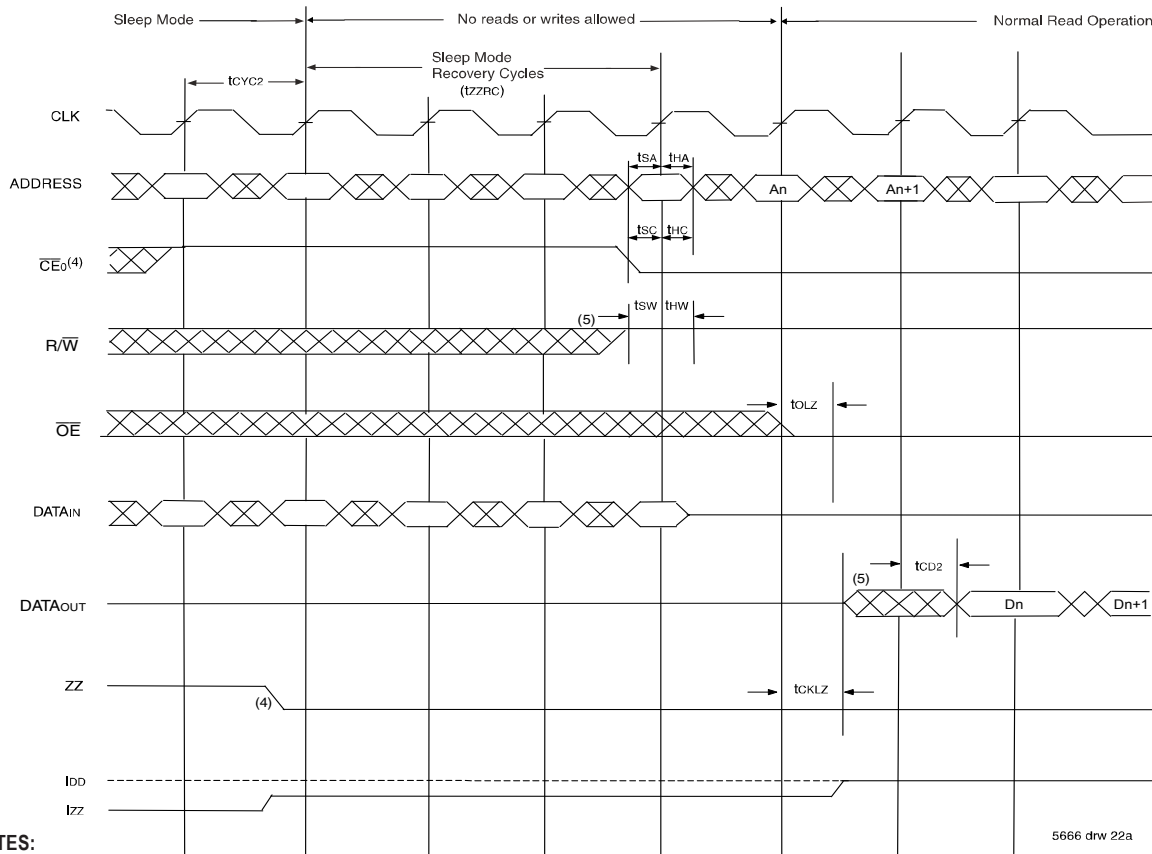 Sleep Mode No reads or writes allowed Normal Read Operation
Sleep Mode
Recovery Cycles
(tZZRC)
tCYC2
CLK
tSA tHA
ADDRESS An An+1
tSC tHC
CE0(4)
tSW tHW
(5)
R/W
tOLZ
OE
DATAIN
(5) tCD2
DATAOUT Dn Dn+1
ZZ
(4)
tCKLZ
IDD
IZZ
5666 drw 22a
TES: